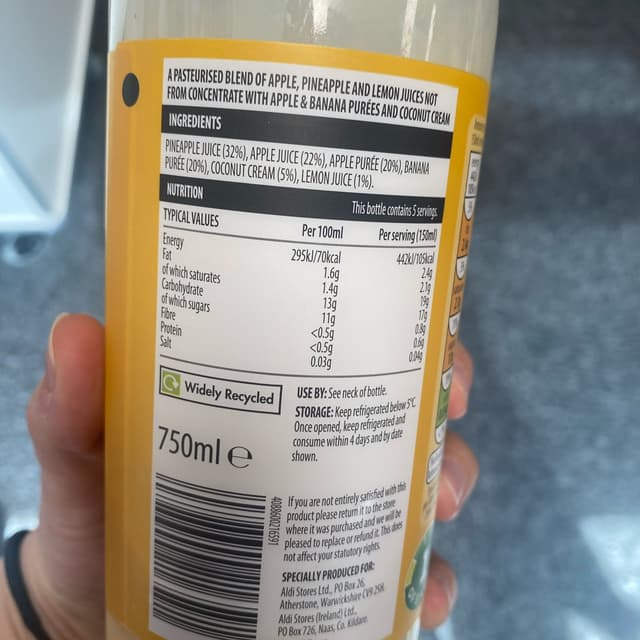 A PASTEURISED BLEND OF APPLE, PINEAPPLE AND LEMON JUICES NOT
FROM CONCENTRATE WITH APPLE & BANANA PURÉES AND COCONUT CREAM
INGREDIENTS
PINEAPPLE JUICE (32%), APPLE JUICE (22%), APPLE PURÉE (20%), BANANA
PURÉE (20%), COCONUT CREAM (5%), LEMON JUICE (1%).
NUTRITION
This bottle contains 5 servings.
TYPICAL VALUES Per 100ml Per serving (150ml)
Energy 295kJ/70kcal 442kJ/105kcal
Fat 1.6g 2.4g
of which saturates 1.4g 2.1g
Carbohydrate 13g 19g
of which sugars 11g 17g
Fibre <0.5g 0.8g
Protein <0.5g 0.6g
Salt 0.03g 0.04g
Widely Recycled
750ml e
USE BY: See neck of bottle.
STORAGE: Keep refrigerated below 5°C.
Once opened, keep refrigerated and
consume within 4 days and by date
shown.
If you are not entirely satisfied with this
product please return it to the store
where it was purchased and we will be
pleased to replace or refund it. This does
not affect your statutory rights.
SPECIALLY PRODUCED FOR:
Aldi Stores Ltd., PO Box 26,
Atherstone, Warwickshire CV9 2SH.
Aldi Stores (Ireland) Ltd.,
PO Box 726, Naas, Co. Kildare.